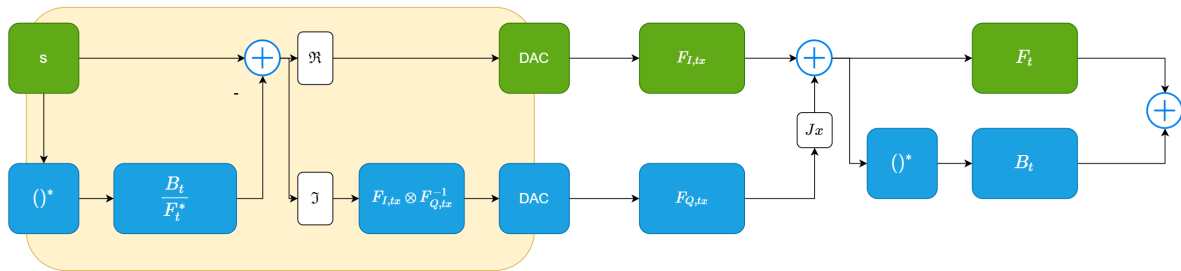 s
ℜ
DAC
F_{I,tx}
F_t
-
Jx
()*
B_t
F_t^*
ℑ
F_{I,tx} ⊗ F_{Q,tx}^{-1}
DAC
F_{Q,tx}
()*
B_t